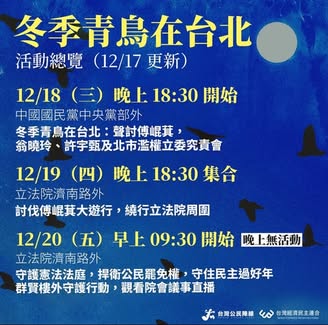 冬季青鳥在台北
活動總覽（12/17 更新）
12/18（三）晚上 18:30 開始
中國國民黨中央黨部外
冬季青鳥在台北：聲討傅崐萁，
翁曉玲、許宇甄及北市濫權立委究責會
12/19（四）晚上 18:30 集合
立法院濟南路外
討伐傅崐萁大遊行，繞行立法院周圍
12/20（五）早上 09:30 開始 晚上無活動
立法院濟南路外
守護憲法法庭，捍衛公民罷免權，守住民主過好年
群賢樓外守護行動，觀看院會議事直播
台灣公民陣線 台灣經濟民主連合